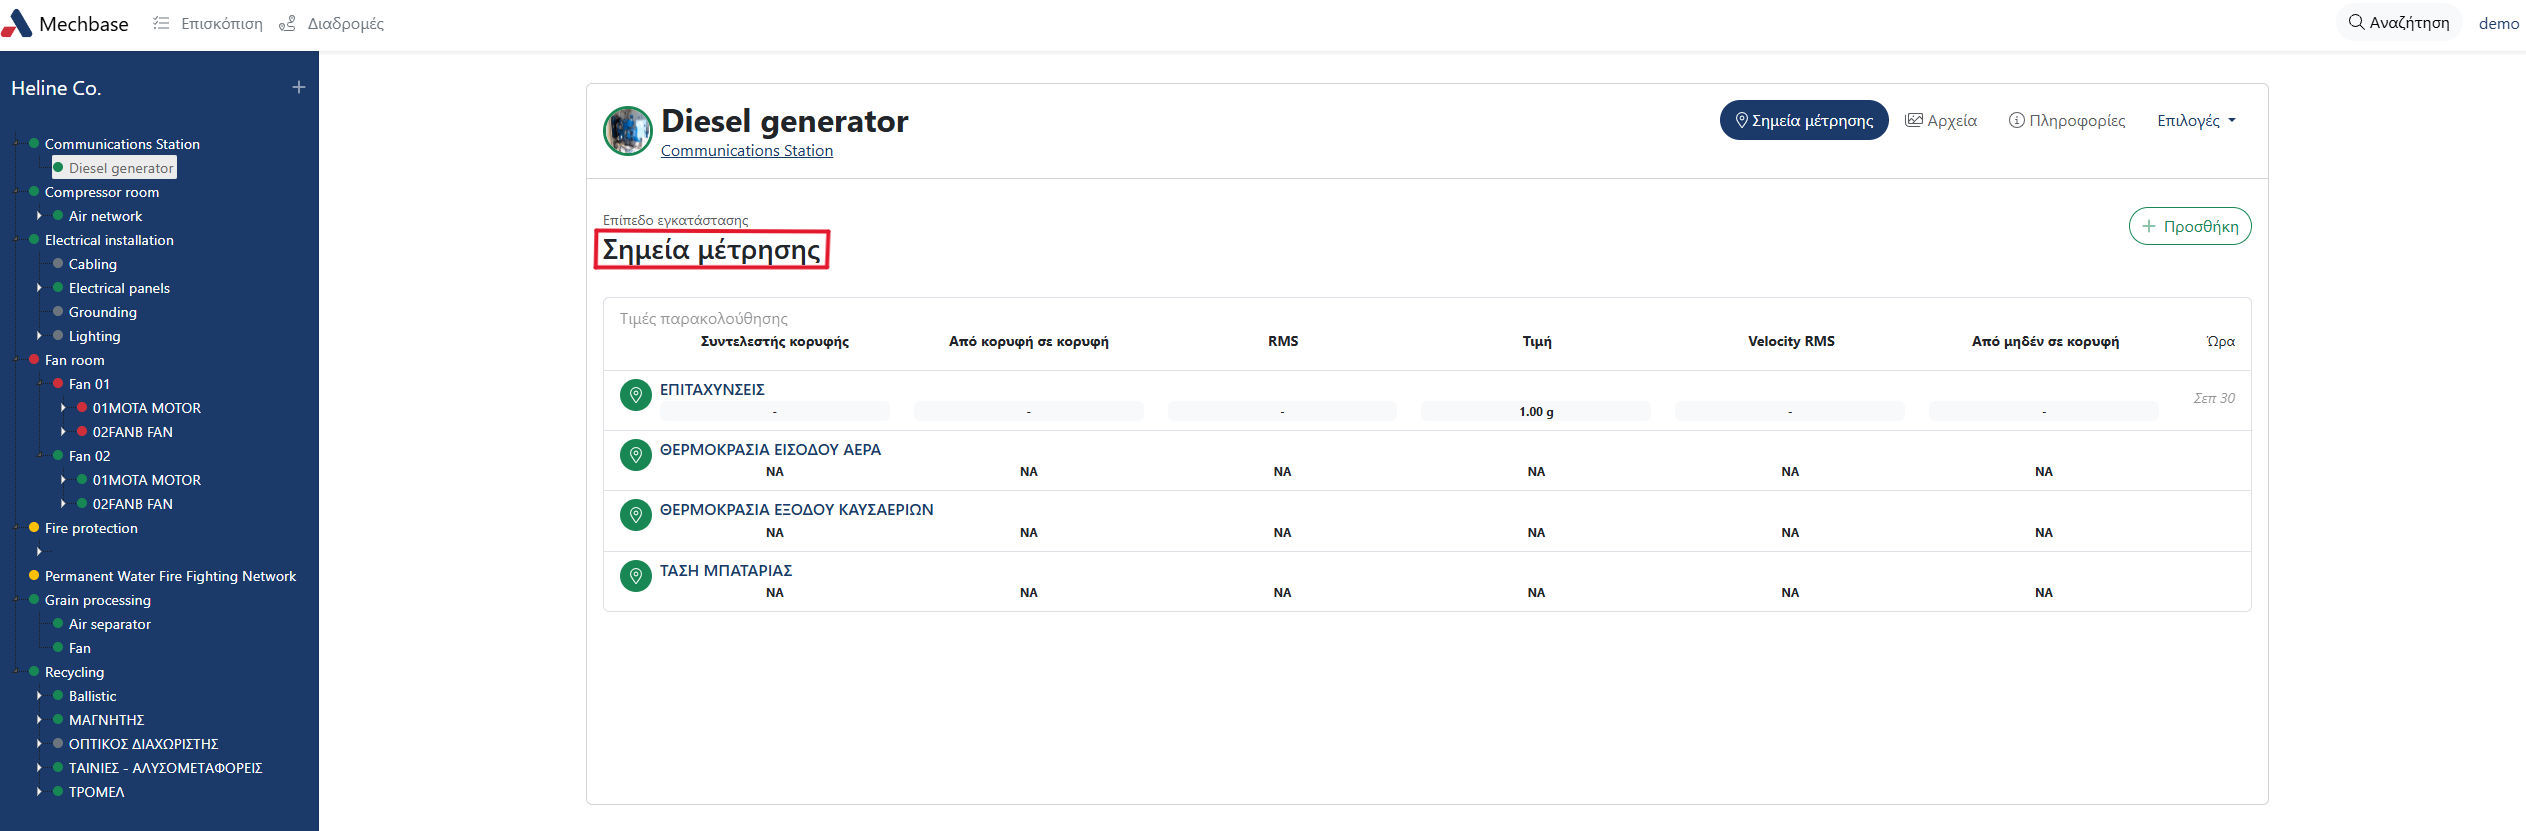 Mechbase
Επισκόπιση
Διαδρομές
Αναζήτηση
demo
Heline Co.
Communications Station
Diesel generator
Compressor room
Air network
Electrical installation
Cabling
Electrical panels
Grounding
Lighting
Fan room
Fan 01
01MOTA MOTOR
02FANB FAN
Fan 02
01MOTA MOTOR
02FANB FAN
Fire protection
Permanent Water Fire Fighting Network
Grain processing
Air separator
Fan
Recycling
Ballistic
ΜΑΓΝΗΤΗΣ
ΟΠΤΙΚΟΣ ΔΙΑΧΩΡΙΣΤΗΣ
ΤΑΙΝΙΕΣ - ΑΛΥΣΟΜΕΤΑΦΟΡΕΙΣ
ΤΡΟΜΕΛ
Diesel generator
Communications Station
Σημεία μέτρησης
Αρχεία
Πληροφορίες
Επιλογές
Επίπεδο εγκατάστασης
Σημεία μέτρησης
Προσθήκη
Τιμές παρακολούθησης
Συντελεστής κορυφής Από κορυφή σε κορυφή RMS Τιμή Velocity RMS Από μηδέν σε κορυφή Ώρα
ΕΠΙΤΑΧΥΝΣΕΙΣ
- - - 1.00 g - - Σεπ 30
ΘΕΡΜΟΚΡΑΣΙΑ ΕΙΣΟΔΟΥ ΑΕΡΑ
NA NA NA NA NA NA
ΘΕΡΜΟΚΡΑΣΙΑ ΕΞΟΔΟΥ ΚΑΥΣΑΕΡΙΩΝ
NA NA NA NA NA NA
ΤΑΣΗ ΜΠΑΤΑΡΙΑΣ
NA NA NA NA NA NA